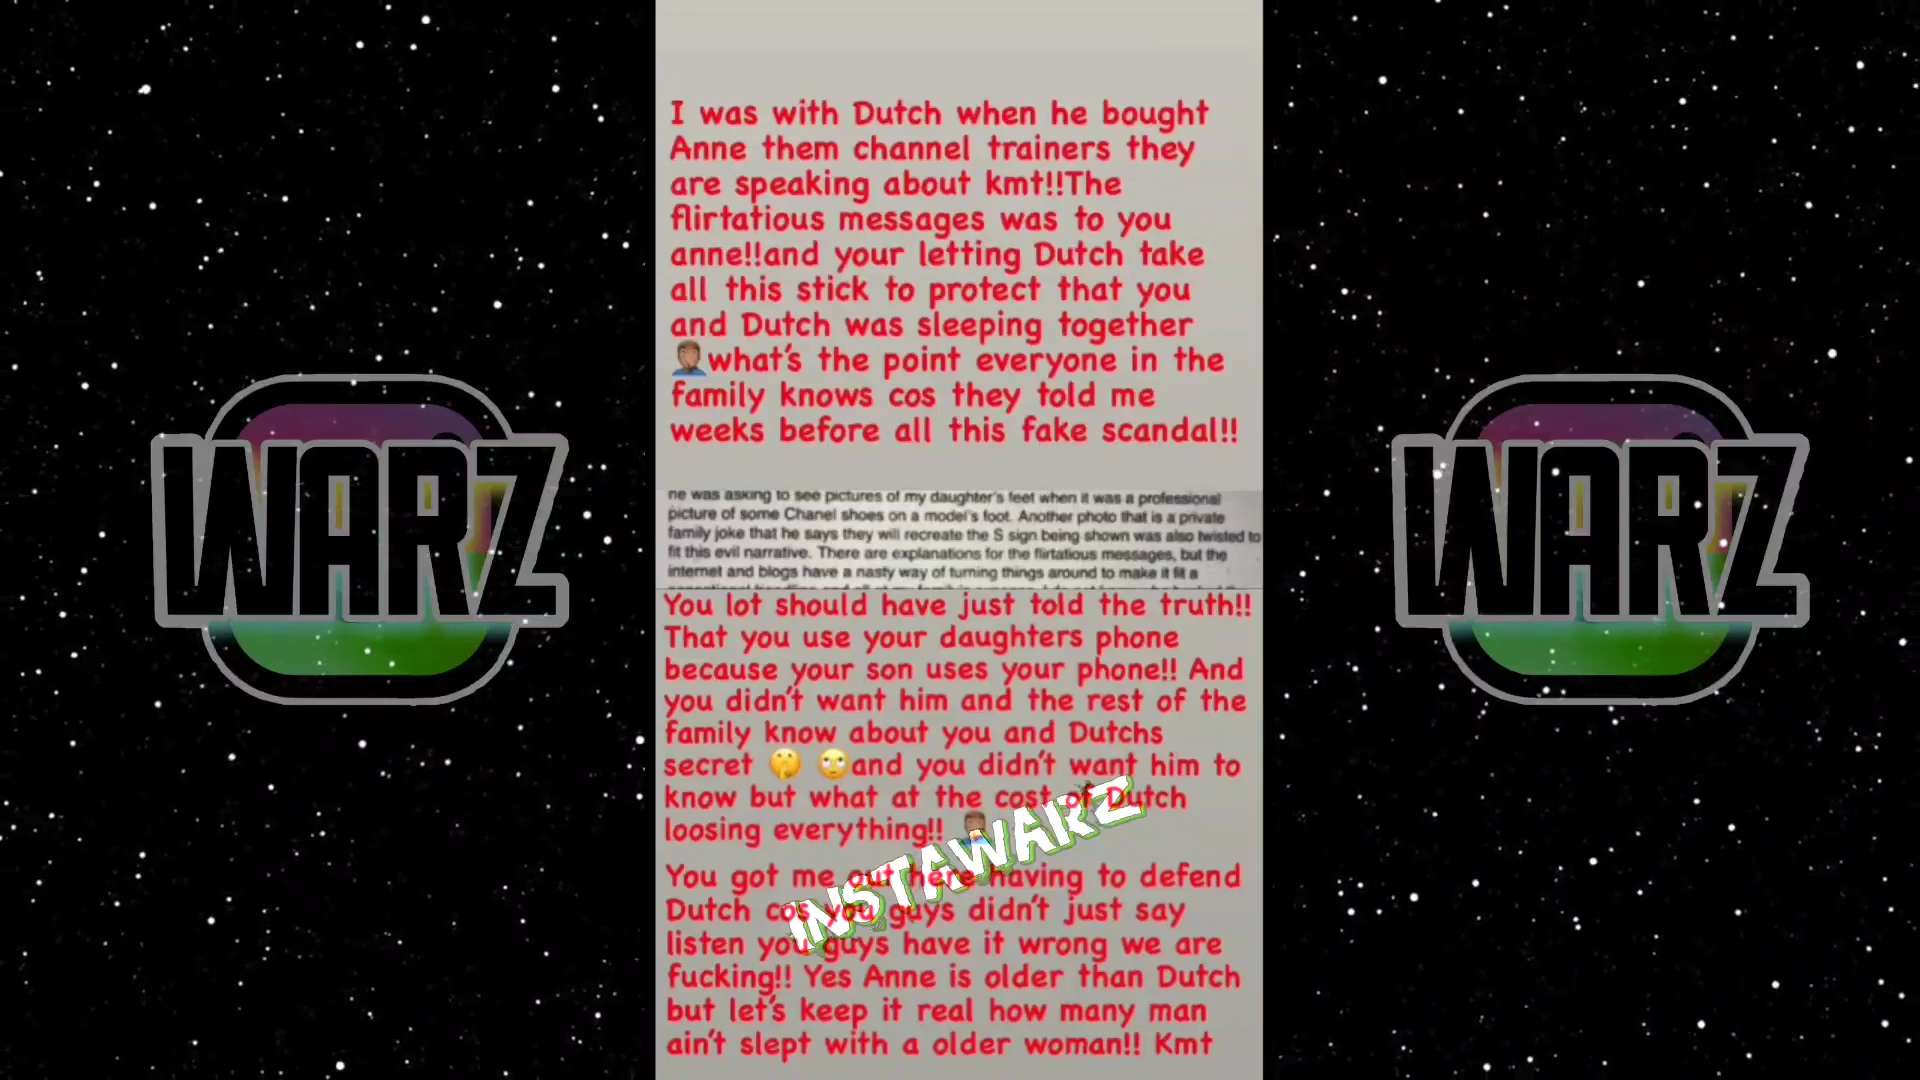 I was with Dutch when he bought
Anne them channel trainers they
are speaking about kmt!!The
flirtatious messages was to you
anne!!and your letting Dutch take
all this stick to protect that you
and Dutch was sleeping together
🤦🏽‍♂️what's the point everyone in the
family knows cos they told me
weeks before all this fake scandal!!
he was asking to see pictures of my daughter's feet when it was a professional
picture of some Chanel shoes on a model's foot. Another photo that is a private
family joke that he says they will recreate the S sign being shown was also twisted to
fit this evil narrative. There are explanations for the flirtatious messages, but the
internet and blogs have a nasty way of turning things around to make it fit a
You lot should have just told the truth!!
That you use your daughters phone
because your son uses your phone!! And
you didn't want him and the rest of the
family know about you and Dutchs
secret 🤫 🙄and you didn't want him to
know but what at the cost of Dutch
loosing everything!! 🤦🏽‍♂️
You got me out here having to defend
Dutch cos you guys didn't just say
listen you guys have it wrong we are
fucking!! Yes Anne is older than Dutch
but let's keep it real how many man
ain't slept with a older woman!! Kmt
INSTAWARZ
WARZ
WARZ